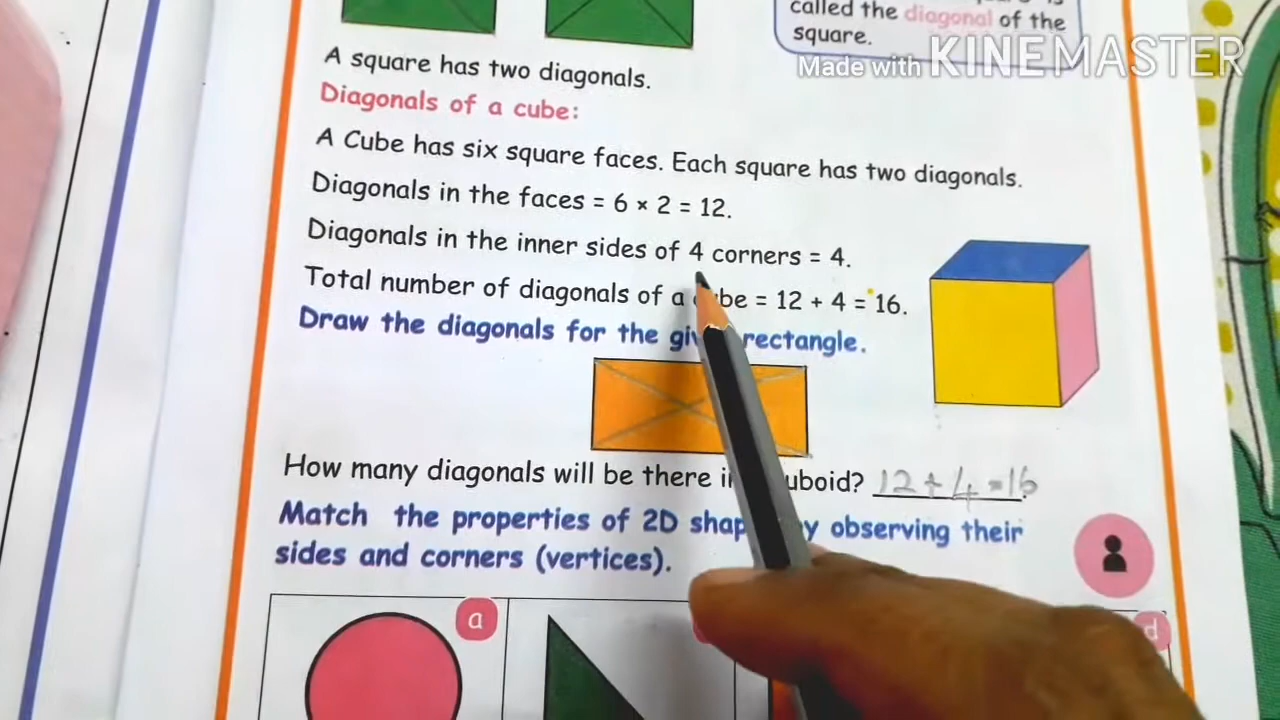 called the diagonal of the
square.
Made with KINEMASTER
A square has two diagonals.
Diagonals of a cube:
A Cube has six square faces. Each square has two diagonals.
Diagonals in the faces = 6 × 2 = 12.
Diagonals in the inner sides of 4 corners = 4.
Total number of diagonals of a be = 12 + 4 = 16.
Draw the diagonals for the rectangle.
How many diagonals will be there uboid? 12 + 4 = 16
Match the properties of 2D y observing their
sides and corners (vertices).
a
d